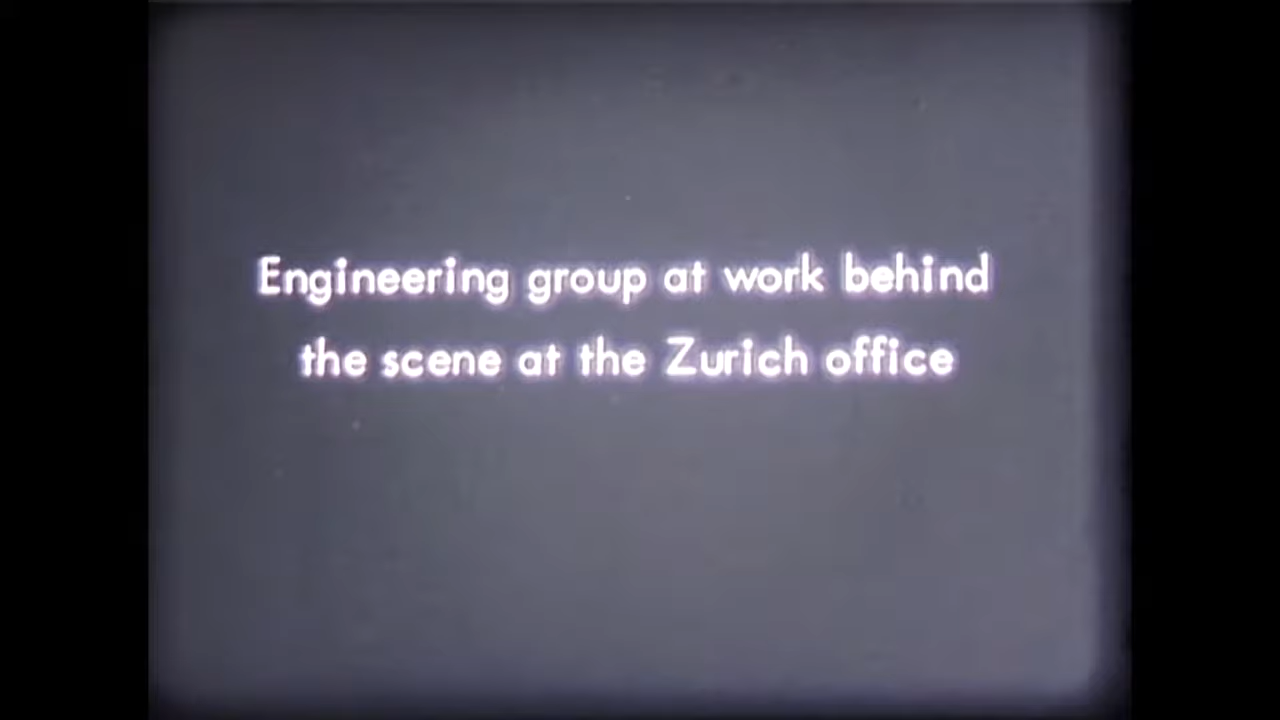 Engineering group at work behind
the scene at the Zurich office